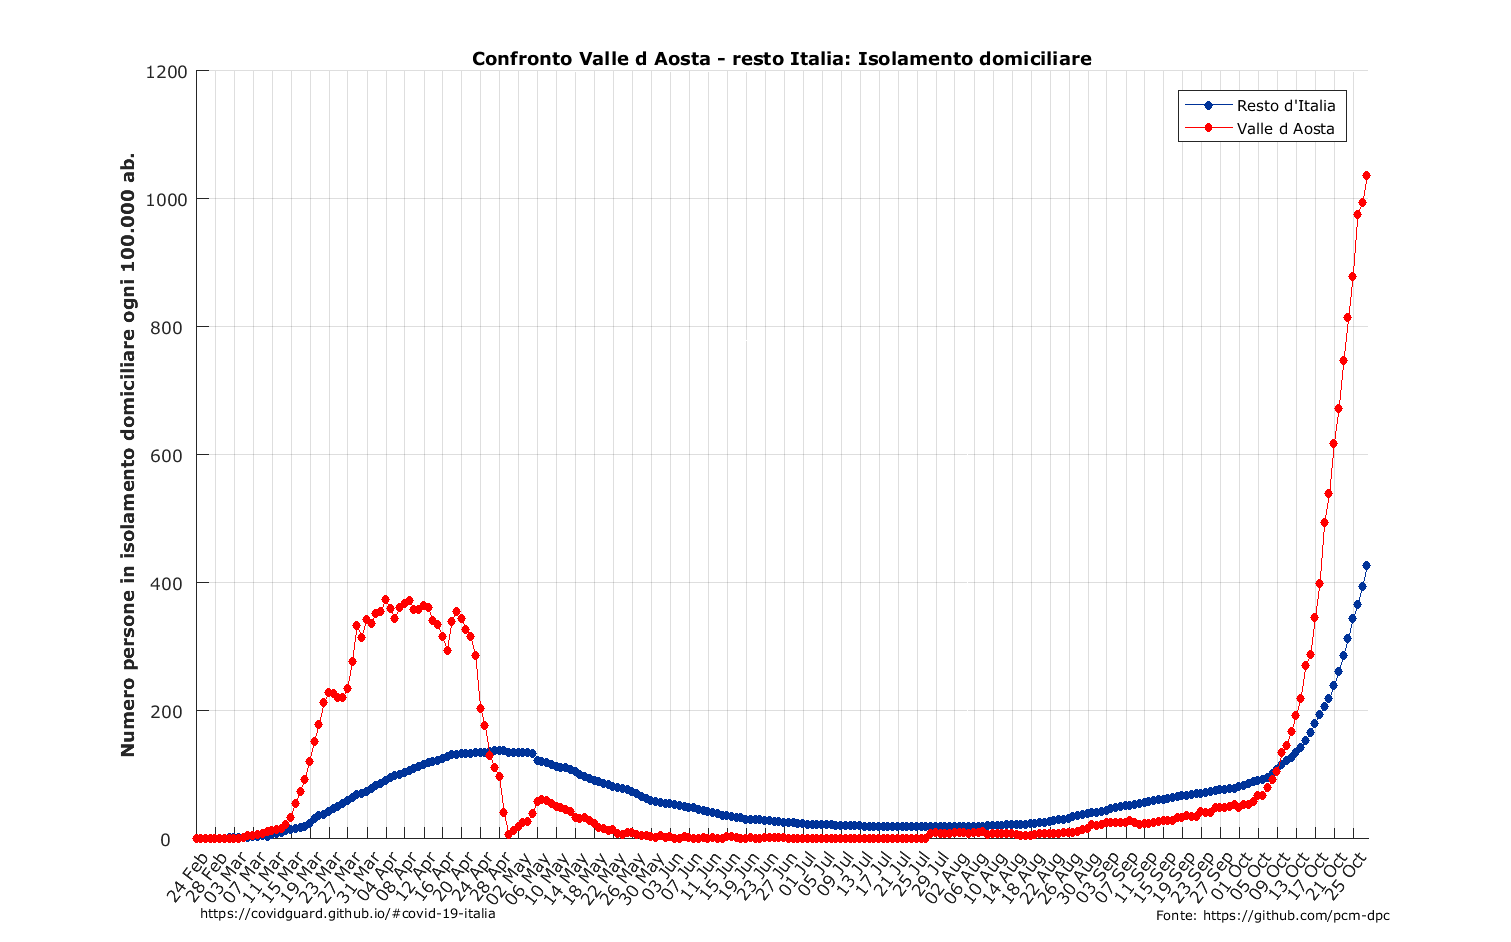 Confronto Valle d Aosta - resto Italia: Isolamento domiciliare
Numero persone in isolamento domiciliare ogni 100.000 ab.
1200
1000
800
600
400
200
0
Resto d'Italia
Valle d Aosta
24 Feb
28 Feb
03 Mar
07 Mar
11 Mar
15 Mar
19 Mar
23 Mar
27 Mar
31 Mar
04 Apr
08 Apr
12 Apr
16 Apr
20 Apr
24 Apr
28 Apr
02 May
06 May
10 May
14 May
18 May
22 May
26 May
30 May
03 Jun
07 Jun
11 Jun
15 Jun
19 Jun
23 Jun
27 Jun
01 Jul
05 Jul
09 Jul
13 Jul
17 Jul
21 Jul
25 Jul
29 Jul
02 Aug
06 Aug
10 Aug
14 Aug
18 Aug
22 Aug
26 Aug
30 Aug
03 Sep
07 Sep
11 Sep
15 Sep
19 Sep
23 Sep
27 Sep
01 Oct
05 Oct
09 Oct
13 Oct
17 Oct
21 Oct
25 Oct
https://covidguard.github.io/#covid-19-italia
Fonte: https://github.com/pcm-dpc